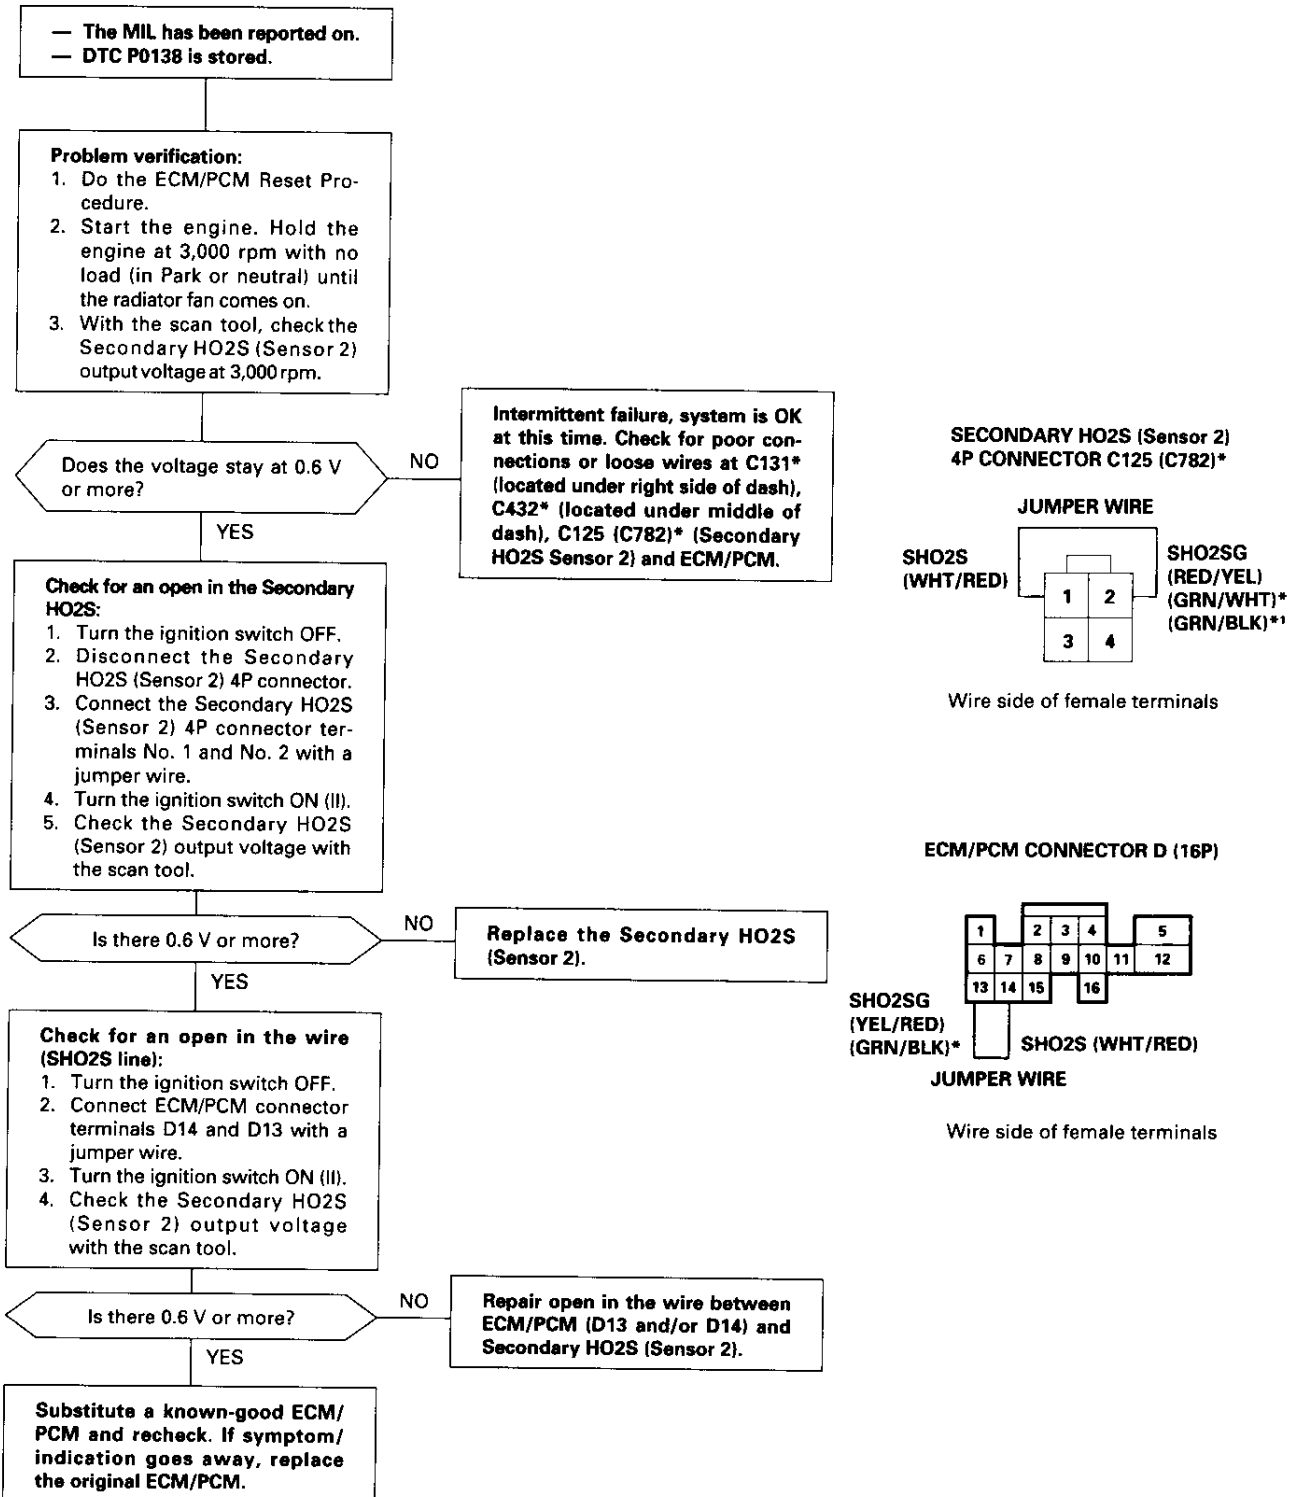 — The MIL has been reported on.
— DTC P0138 is stored.
Problem verification:
1. Do the ECM/PCM Reset Pro-
cedure.
2. Start the engine. Hold the
engine at 3,000 rpm with no
load (in Park or neutral) until
the radiator fan comes on.
3. With the scan tool, check the
Secondary HO2S (Sensor 2)
output voltage at 3,000 rpm.
Does the voltage stay at 0.6 V
or more?
NO
Intermittent failure, system is OK
at this time. Check for poor con-
nections or loose wires at C131*
(located under right side of dash),
C432* (located under middle of
dash), C125 (C782)* (Secondary
HO2S Sensor 2) and ECM/PCM.
YES
Check for an open in the Secondary
HO2S:
1. Turn the ignition switch OFF.
2. Disconnect the Secondary
HO2S (Sensor 2) 4P connector.
3. Connect the Secondary HO2S
(Sensor 2) 4P connector ter-
minals No. 1 and No. 2 with a
jumper wire.
4. Turn the ignition switch ON (II).
5. Check the Secondary HO2S
(Sensor 2) output voltage with
the scan tool.
Is there 0.6 V or more?
NO
Replace the Secondary HO2S
(Sensor 2).
YES
Check for an open in the wire
(SHO2S line):
1. Turn the ignition switch OFF.
2. Connect ECM/PCM connector
terminals D14 and D13 with a
jumper wire.
3. Turn the ignition switch ON (II).
4. Check the Secondary HO2S
(Sensor 2) output voltage
with the scan tool.
Is there 0.6 V or more?
NO
Repair open in the wire between
ECM/PCM (D13 and/or D14) and
Secondary HO2S (Sensor 2).
YES
Substitute a known-good ECM/
PCM and recheck. If symptom/
indication goes away, replace
the original ECM/PCM.
SECONDARY HO2S (Sensor 2)
4P CONNECTOR C125 (C782)*
JUMPER WIRE
SHO2S
(WHT/RED)
SHO2SG
(RED/YEL)
(GRN/WHT)*
(GRN/BLK)*¹
1 2
3 4
Wire side of female terminals
ECM/PCM CONNECTOR D (16P)
1 2 3 4 5
6 7 8 9 10 11 12
13 14 15 16
SHO2SG
(YEL/RED)
(GRN/BLK)*
SHO2S (WHT/RED)
JUMPER WIRE
Wire side of female terminals